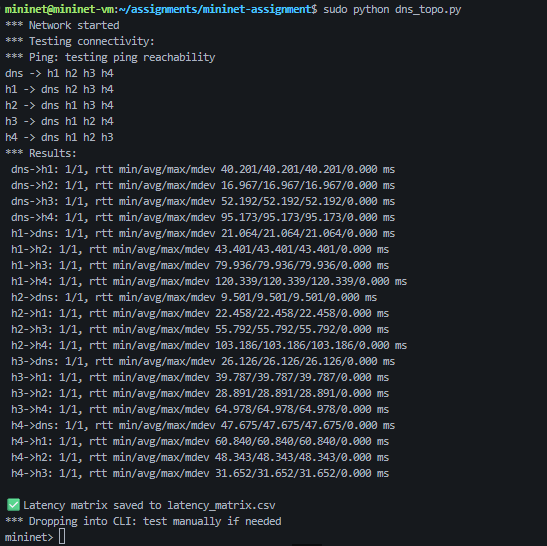 mininet@mininet-vm:~/assignments/mininet-assignment$ sudo python dns_topo.py
*** Network started
*** Testing connectivity:
*** Ping: testing ping reachability
dns -> h1 h2 h3 h4
h1 -> dns h2 h3 h4
h2 -> dns h1 h3 h4
h3 -> dns h1 h2 h4
h4 -> dns h1 h2 h3
*** Results:
 dns->h1: 1/1, rtt min/avg/max/mdev 40.201/40.201/40.201/0.000 ms
 dns->h2: 1/1, rtt min/avg/max/mdev 16.967/16.967/16.967/0.000 ms
 dns->h3: 1/1, rtt min/avg/max/mdev 52.192/52.192/52.192/0.000 ms
 dns->h4: 1/1, rtt min/avg/max/mdev 95.173/95.173/95.173/0.000 ms
 h1->dns: 1/1, rtt min/avg/max/mdev 21.064/21.064/21.064/0.000 ms
 h1->h2: 1/1, rtt min/avg/max/mdev 43.401/43.401/43.401/0.000 ms
 h1->h3: 1/1, rtt min/avg/max/mdev 79.936/79.936/79.936/0.000 ms
 h1->h4: 1/1, rtt min/avg/max/mdev 120.339/120.339/120.339/0.000 ms
 h2->dns: 1/1, rtt min/avg/max/mdev 9.501/9.501/9.501/0.000 ms
 h2->h1: 1/1, rtt min/avg/max/mdev 22.458/22.458/22.458/0.000 ms
 h2->h3: 1/1, rtt min/avg/max/mdev 55.792/55.792/55.792/0.000 ms
 h2->h4: 1/1, rtt min/avg/max/mdev 103.186/103.186/103.186/0.000 ms
 h3->dns: 1/1, rtt min/avg/max/mdev 26.126/26.126/26.126/0.000 ms
 h3->h1: 1/1, rtt min/avg/max/mdev 39.787/39.787/39.787/0.000 ms
 h3->h2: 1/1, rtt min/avg/max/mdev 28.891/28.891/28.891/0.000 ms
 h3->h4: 1/1, rtt min/avg/max/mdev 64.978/64.978/64.978/0.000 ms
 h4->dns: 1/1, rtt min/avg/max/mdev 47.675/47.675/47.675/0.000 ms
 h4->h1: 1/1, rtt min/avg/max/mdev 60.840/60.840/60.840/0.000 ms
 h4->h2: 1/1, rtt min/avg/max/mdev 48.343/48.343/48.343/0.000 ms
 h4->h3: 1/1, rtt min/avg/max/mdev 31.652/31.652/31.652/0.000 ms
✅ Latency matrix saved to latency_matrix.csv
*** Dropping into CLI: test manually if needed
mininet>